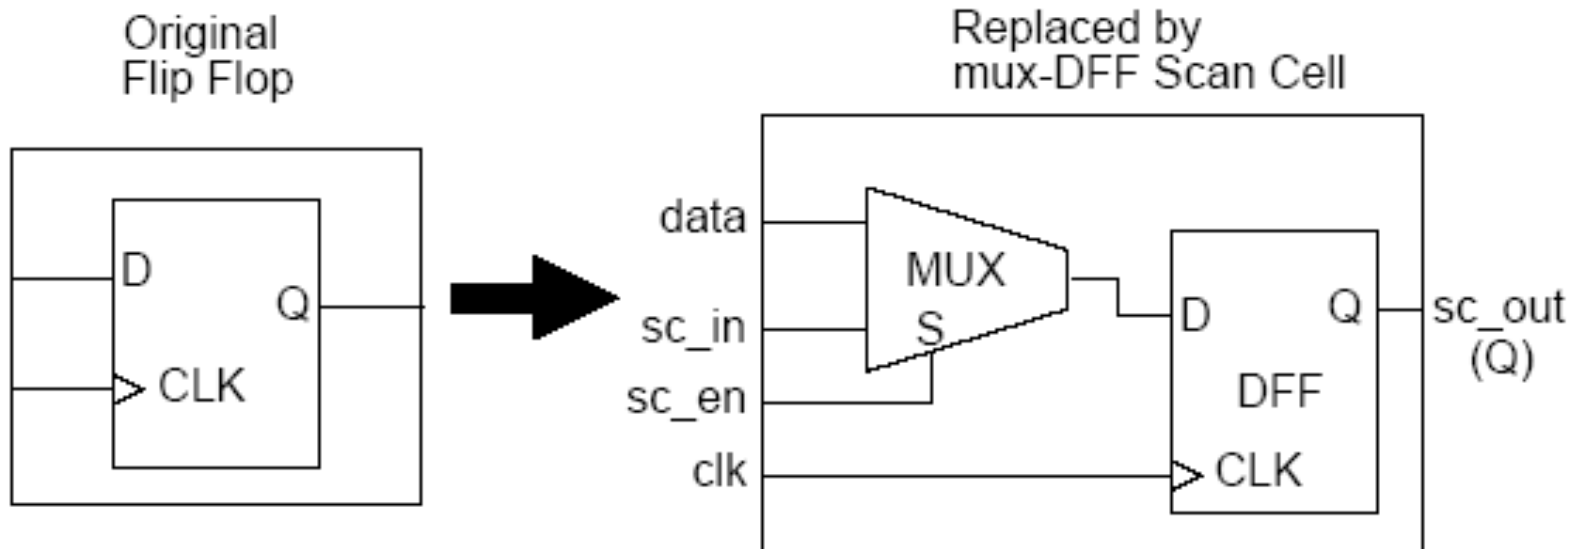 Original
Flip Flop
D
Q
CLK
Replaced by
mux-DFF Scan Cell
data
sc_in
sc_en
clk
MUX
S
D
Q
DFF
CLK
sc_out
(Q)